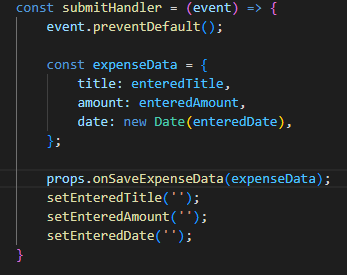 const submitHandler = (event) => {
event.preventDefault();
const expenseData = {
title: enteredTitle,
amount: enteredAmount,
date: new Date(enteredDate),
};
props.onSaveExpenseData(expenseData);
setEnteredTitle('');
setEnteredAmount('');
setEnteredDate('');
}